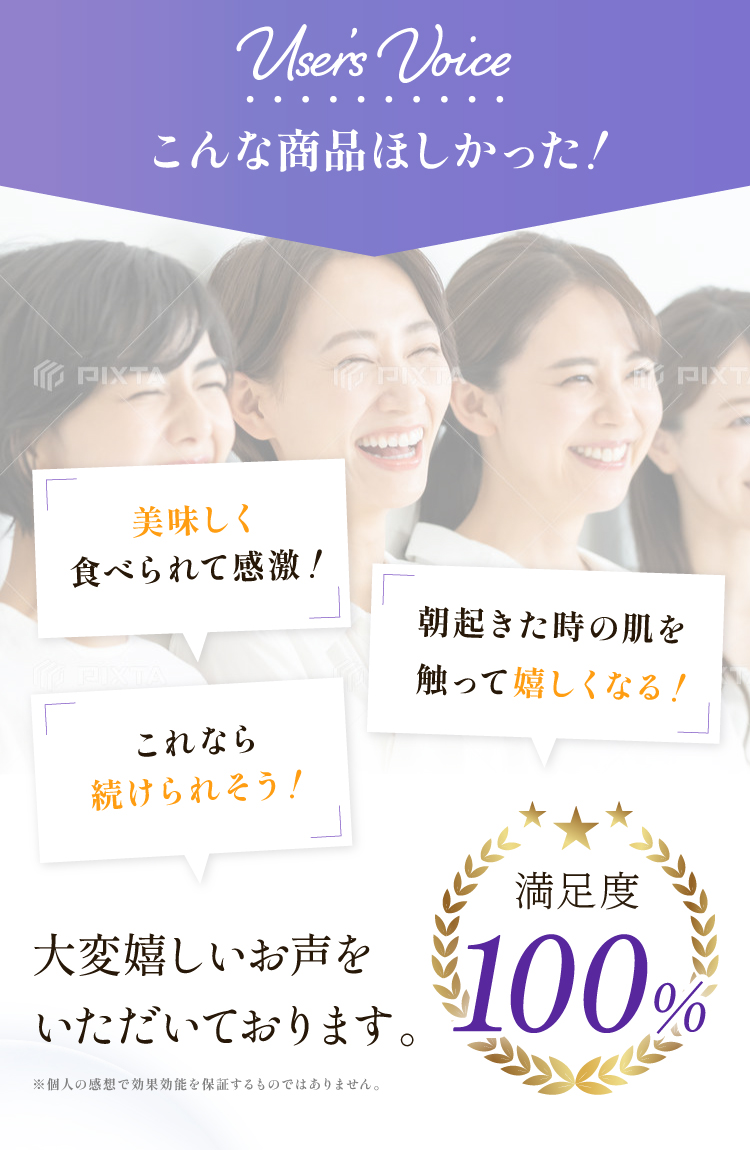 User's Voice
こんな商品ほしかった！
PIXTA PIXTA PIXT
美味しく
食べられて感激！
朝起きた時の肌を
触って嬉しくなる！
PIXTA
これなら
続けられそう！
満足度
100%
大変嬉しいお声を
いただいております。
※個人の感想で効果効能を保証するものではありません。